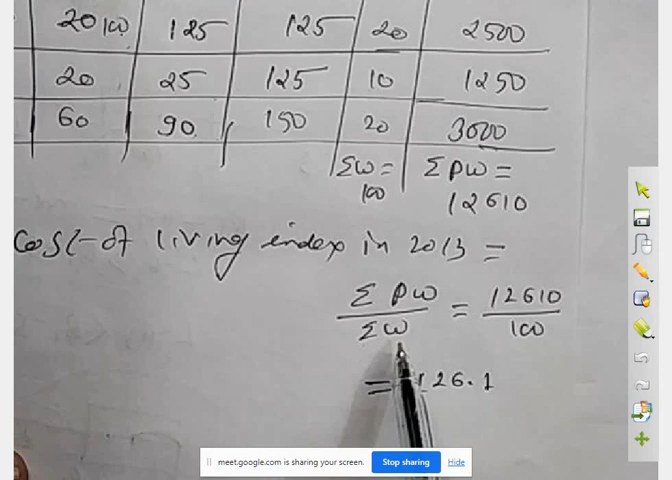 20 100 125 125 20 2500
20 25 125 10 1250
60 90 150 20 3000
Σw = Σ pw =
100 12610
Cost of living index in 2013 =
Σ pw = 12610
Σw 100
= 126.1
meet.google.com is sharing your screen. Stop sharing Hide